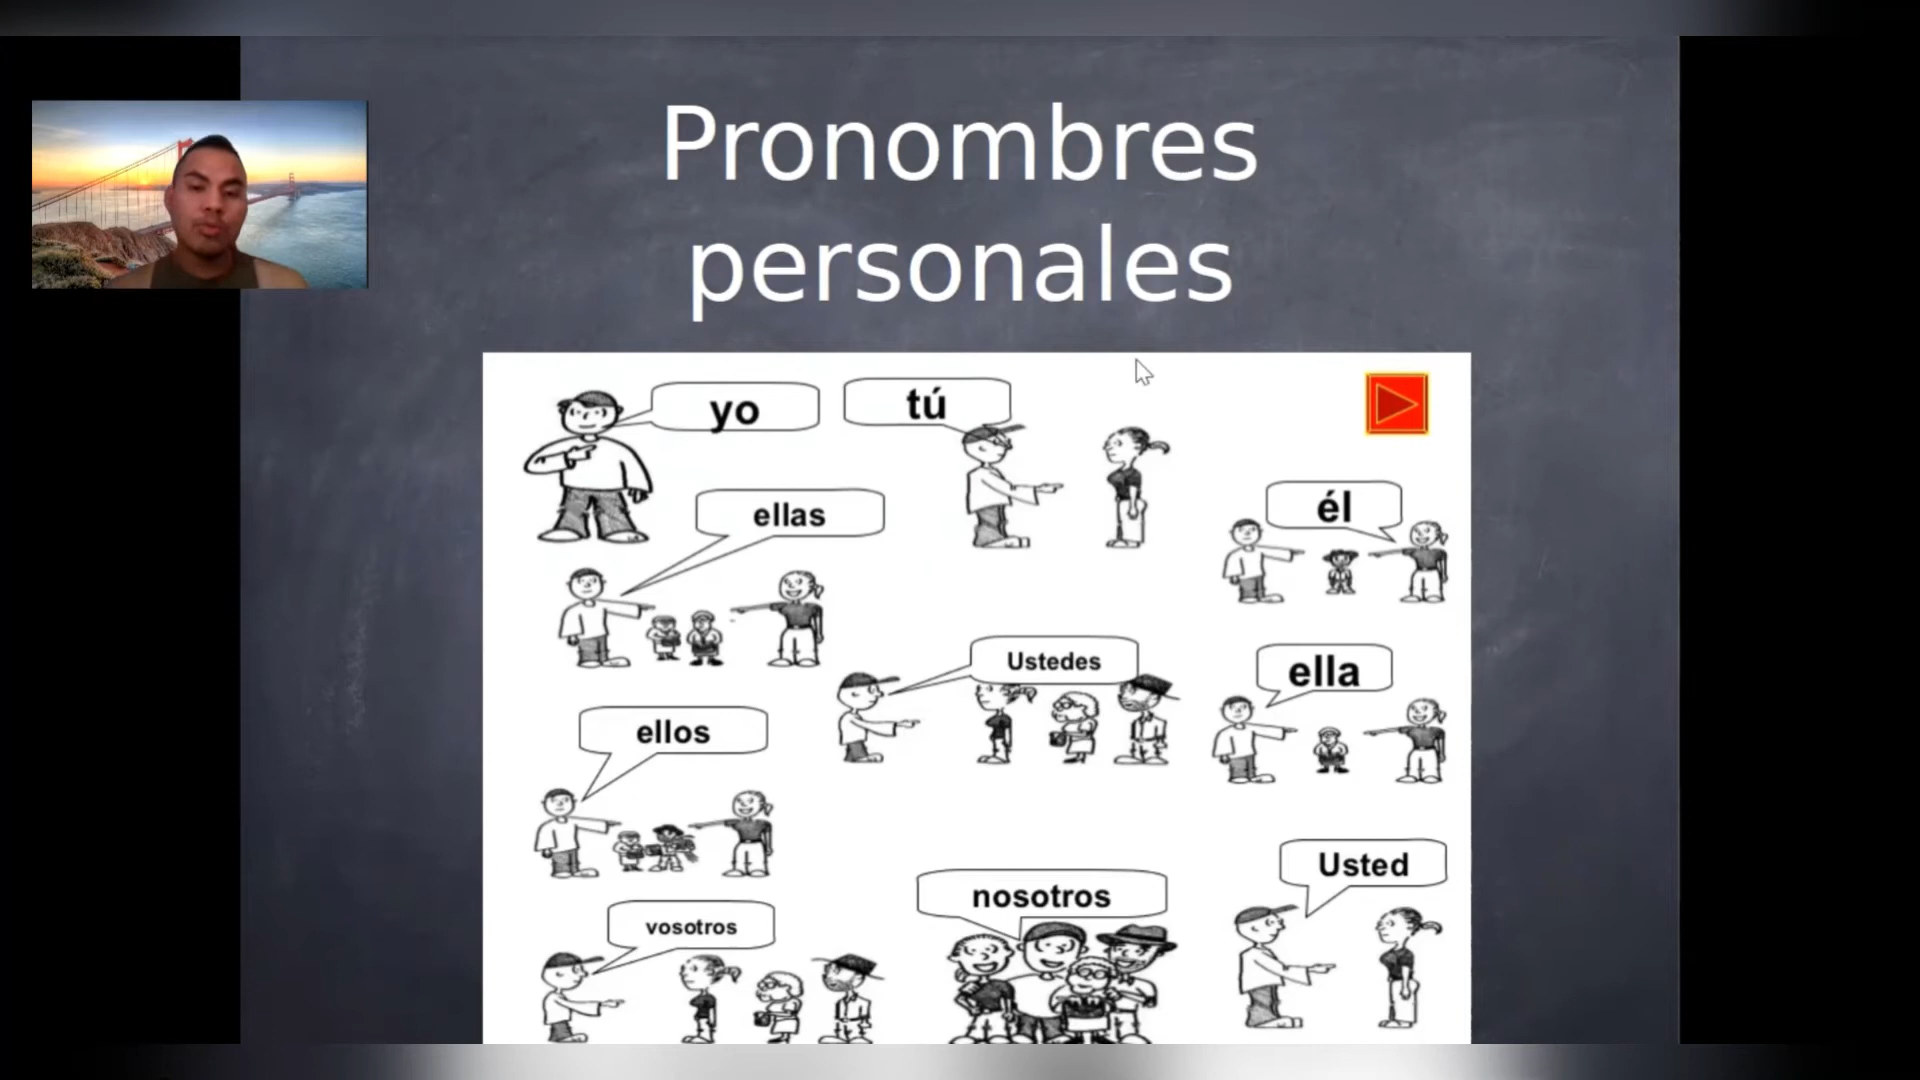 Pronombres
personales
yo
tú
ellas
él
Ustedes
ella
ellos
Usted
nosotros
vosotros